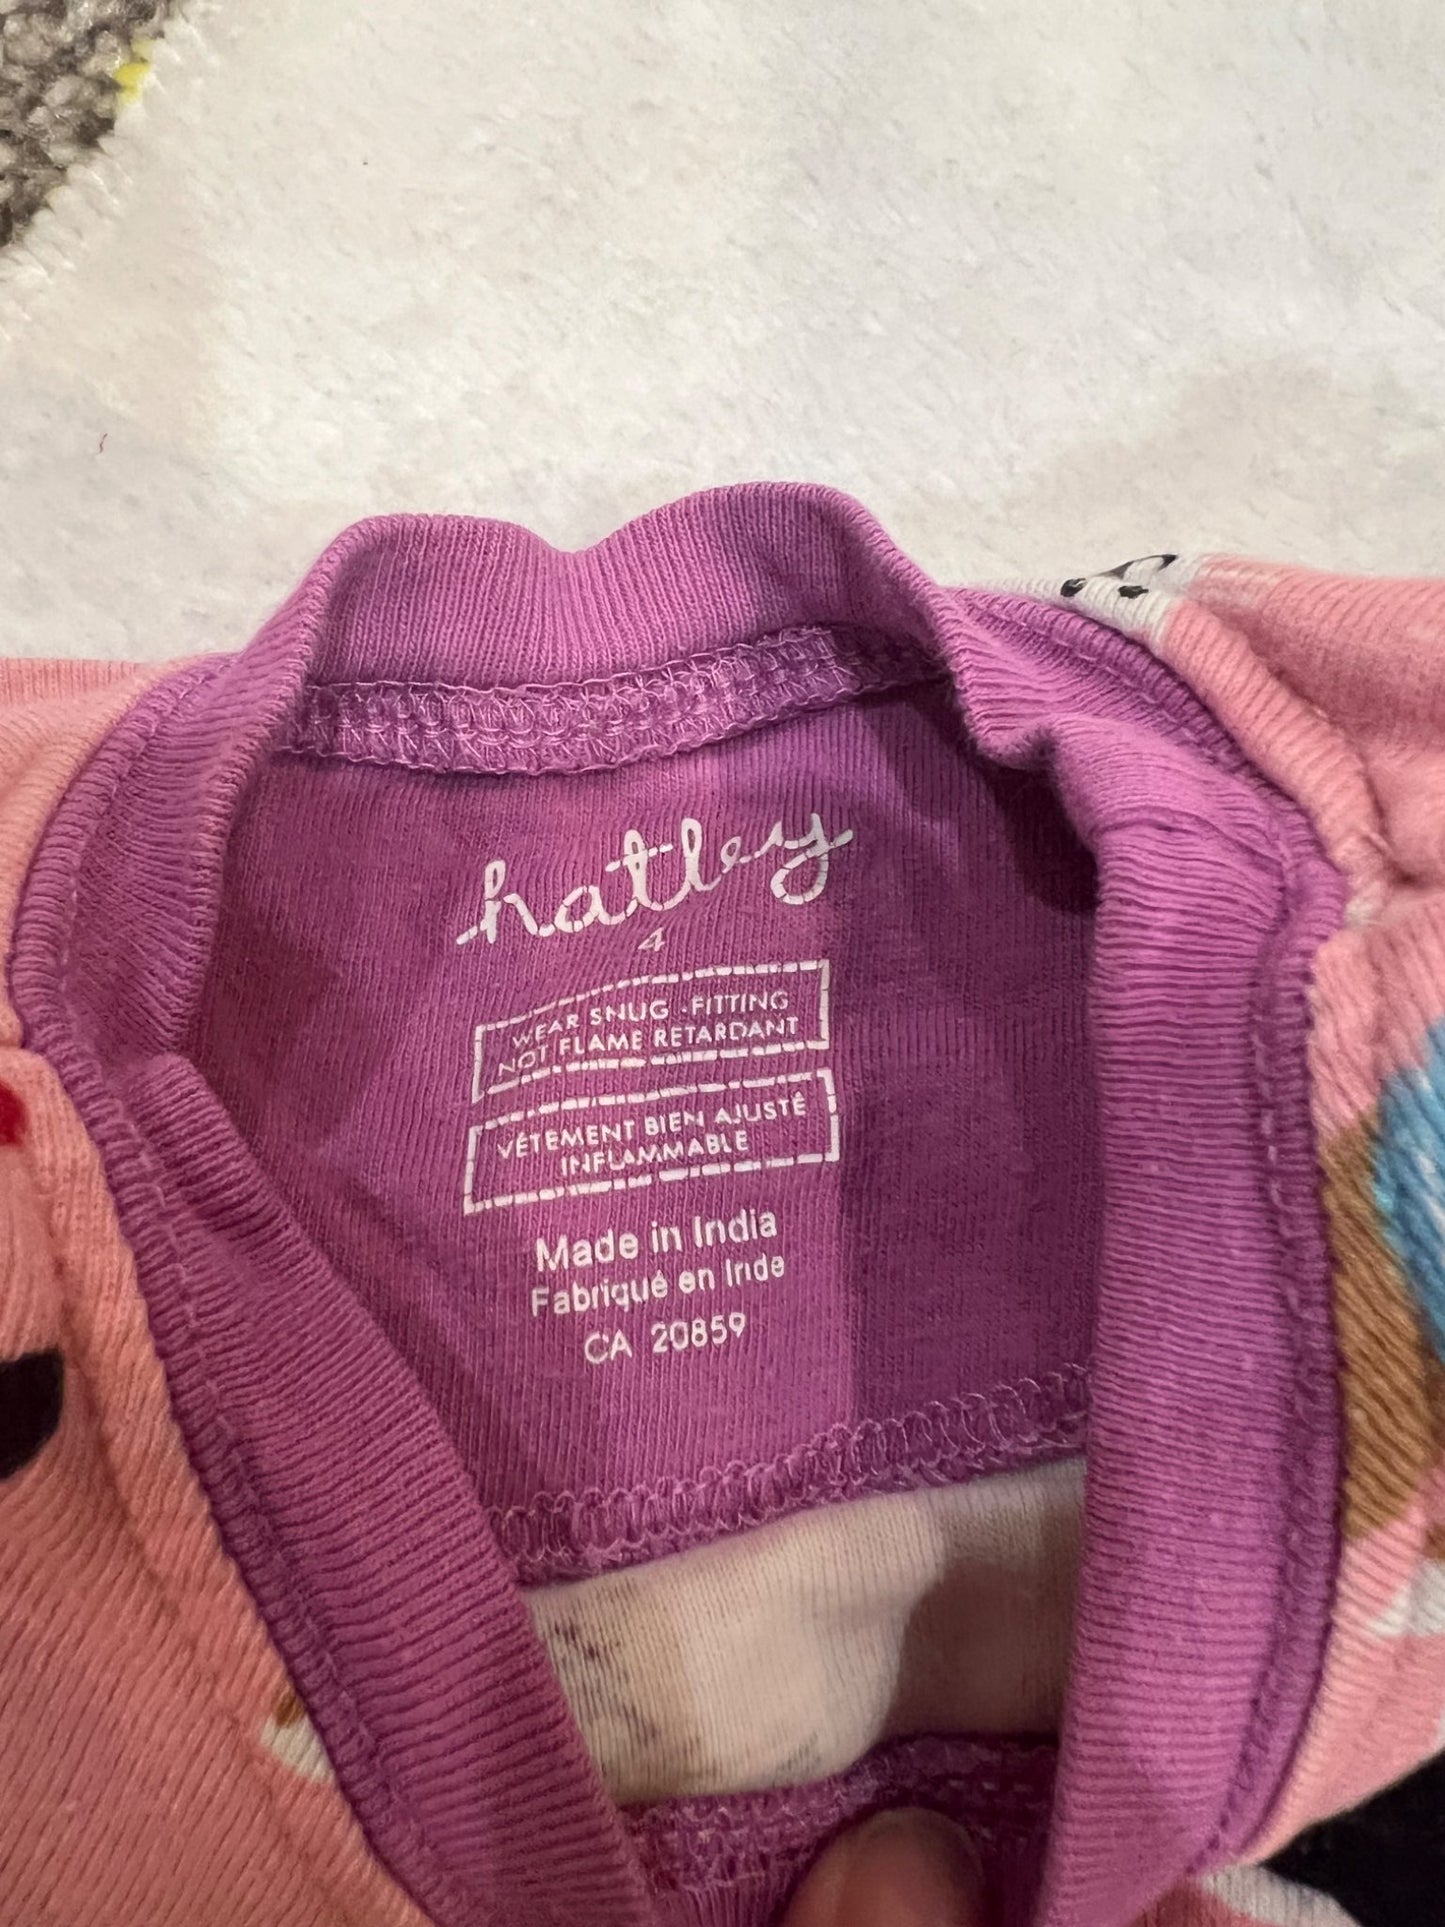 hatley
4
WEAR SNUG-FITTING
NOT FLAME RETARDANT
VÊTEMENT BIEN AJUSTÉ
INFLAMMABLE
Made in India
Fabriqué en Inde
CA 20859